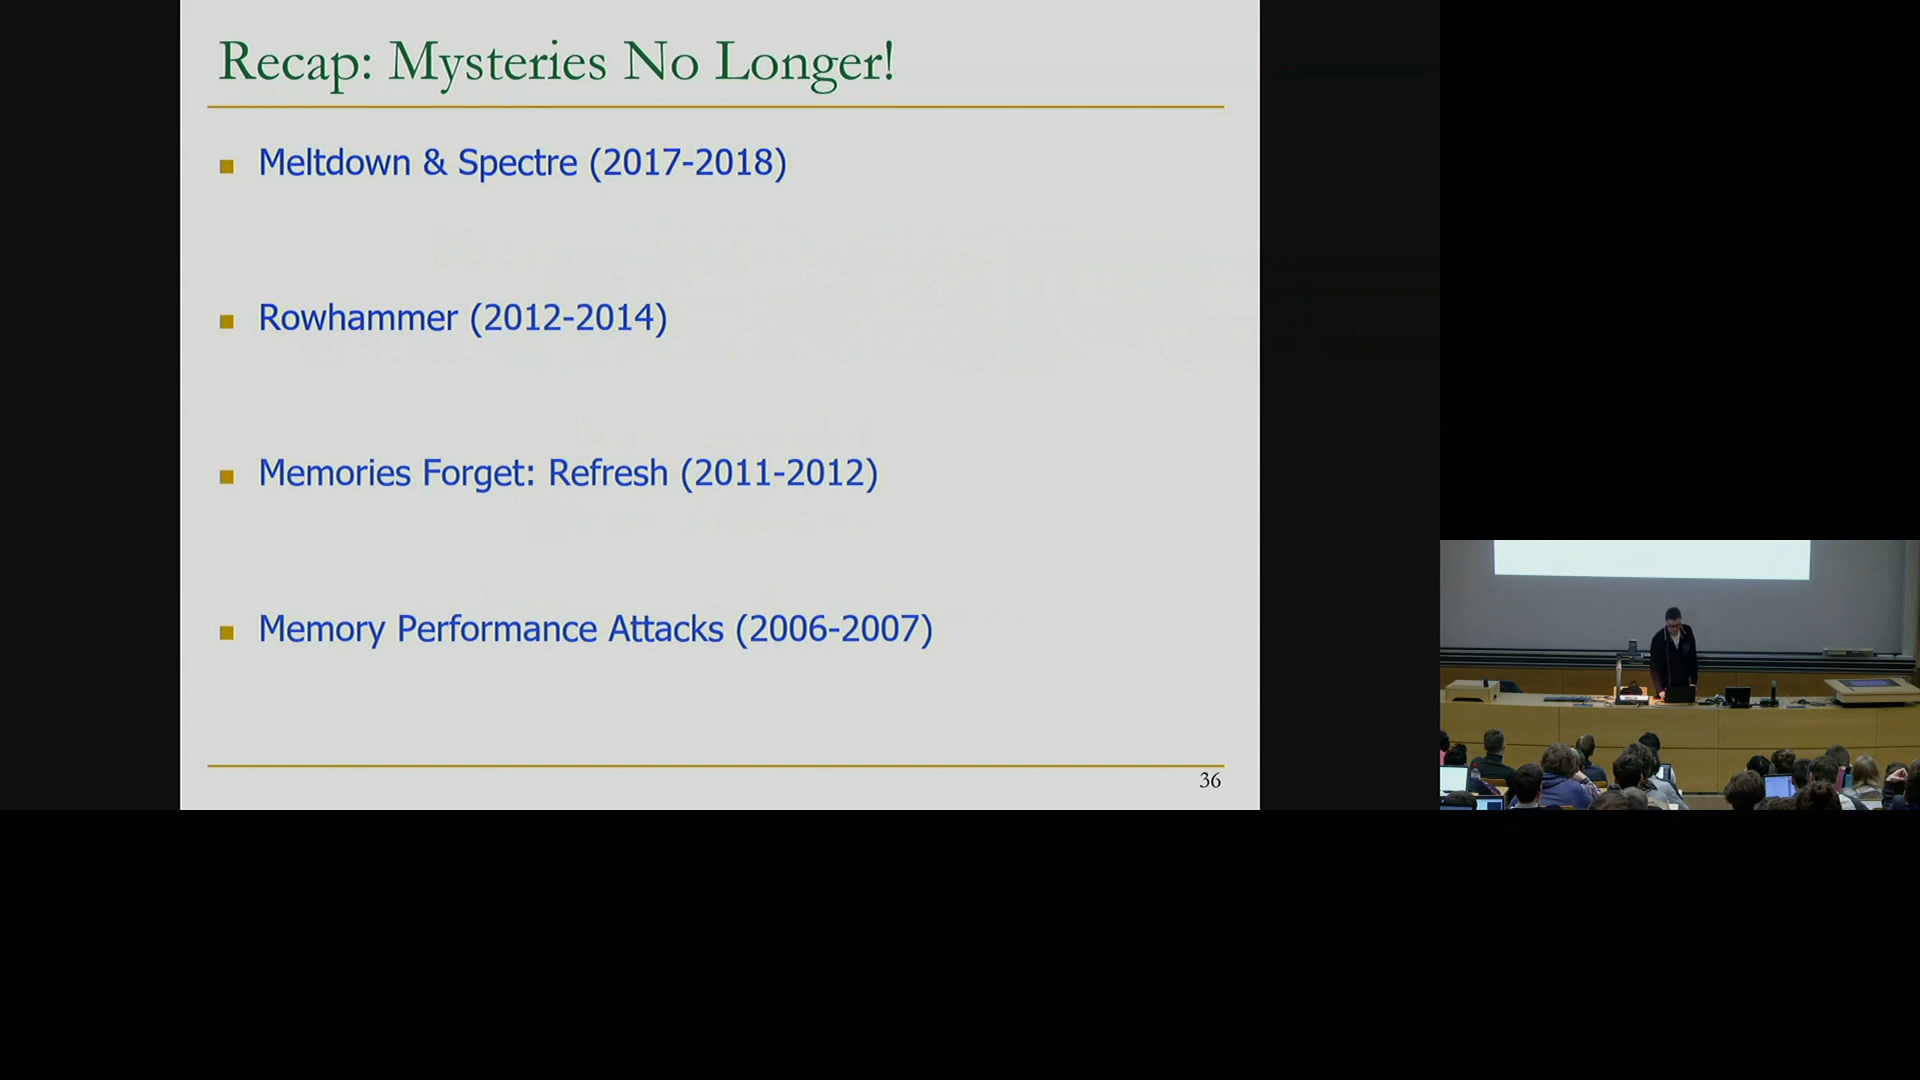 Recap: Mysteries No Longer!
Meltdown & Spectre (2017-2018)
Rowhammer (2012-2014)
Memories Forget: Refresh (2011-2012)
Memory Performance Attacks (2006-2007)
36